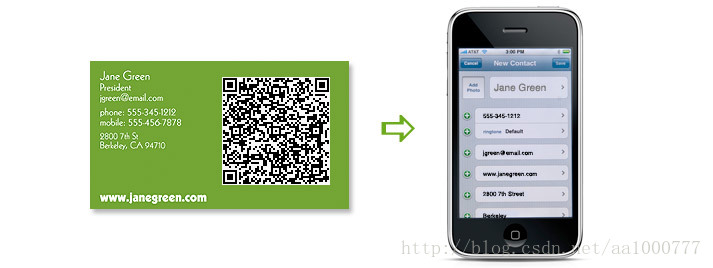 Jane Green
President
jgreen@email.com
phone: 555-345-1212
mobile: 555-456-7878
2800 7th St
Berkeley, CA 94710
www.janegreen.com
AT&T 3:00 PM
Cancel New Contact Save
Add Photo
Jane Green
555-345-1212
ringtone Default
jgreen@email.com
www.janegreen.com
2800 7th Street
Berkeley
http://blog.csdn.net/aa1000777